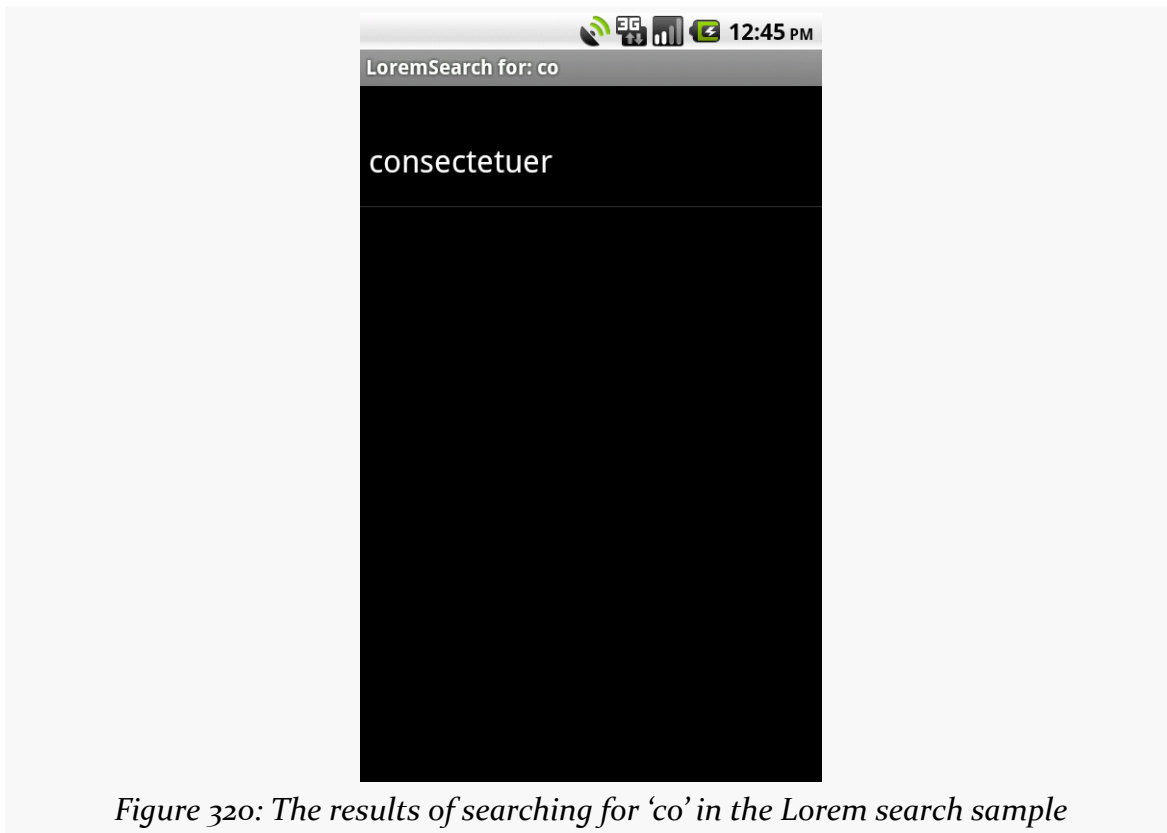 3G
12:45 PM
LoremSearch for: co
consectetuer
Figure 320: The results of searching for ‘co’ in the Lorem search sample